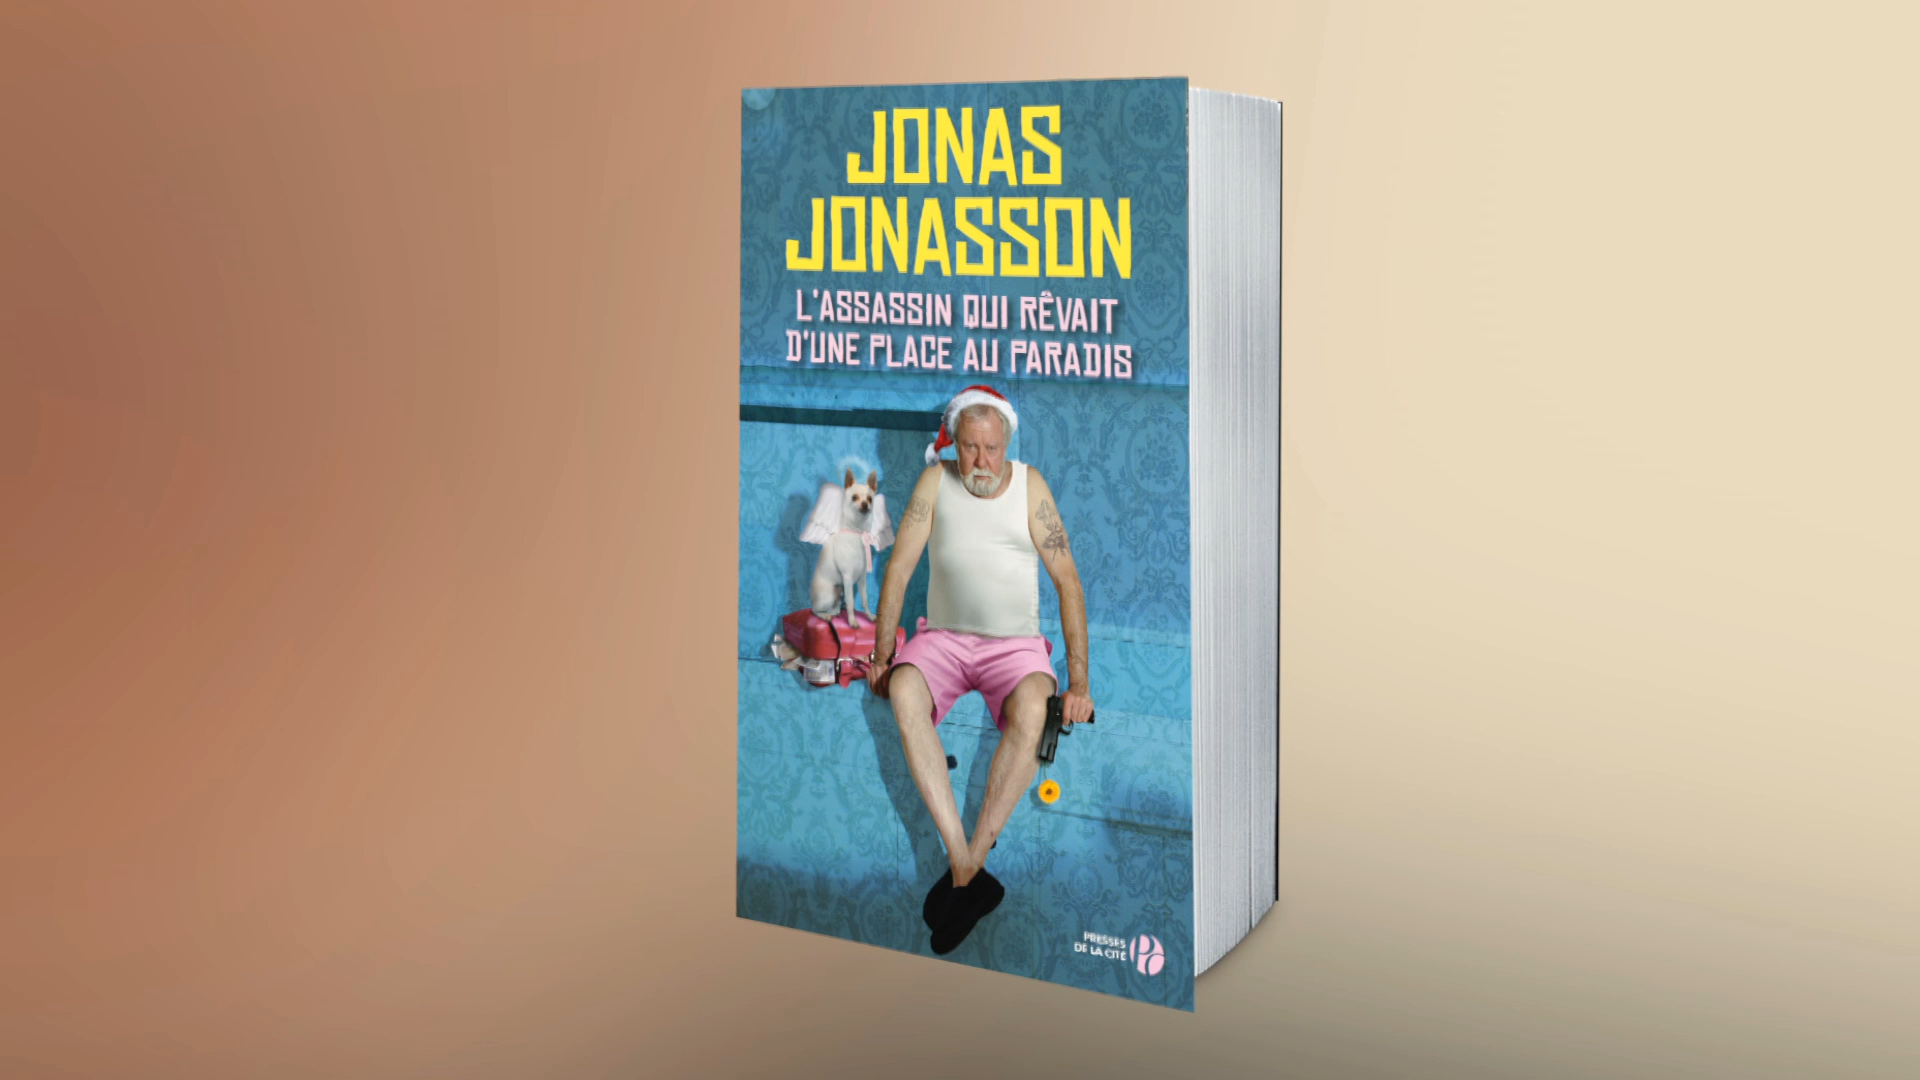 JONAS
JONASSON
L'ASSASSIN QUI RÊVAIT
D'UNE PLACE AU PARADIS
PRESSES
DE LA CITÉ